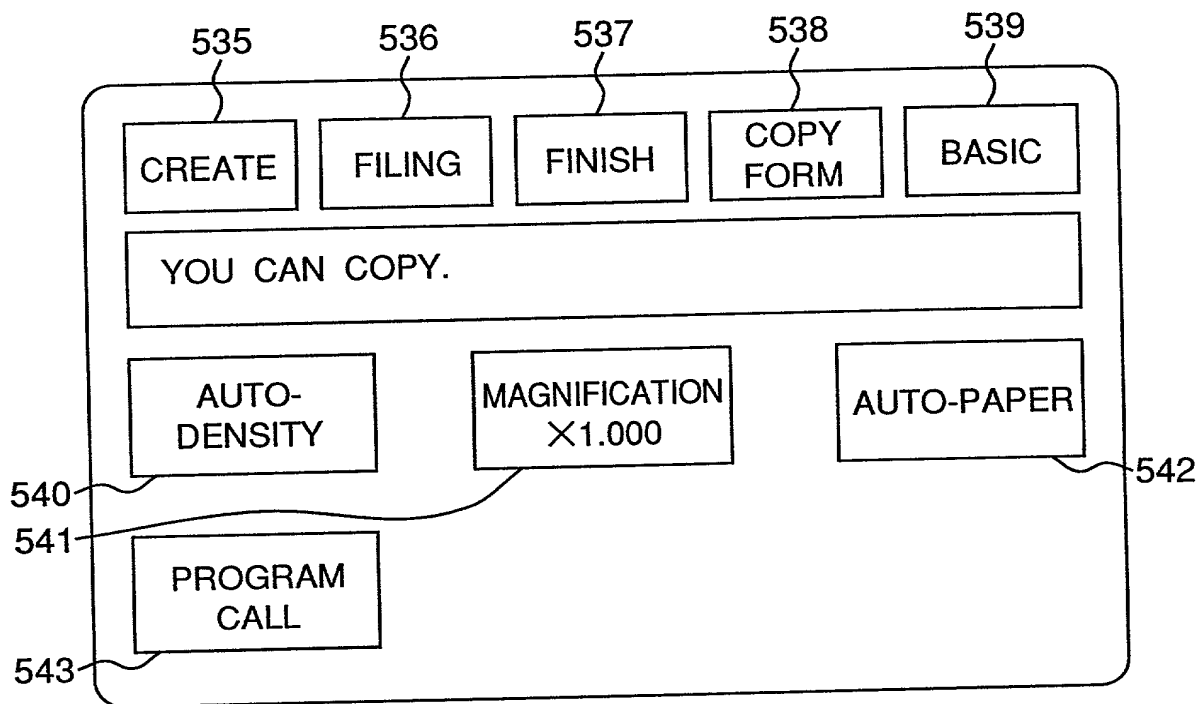 535 536 537 538 539
CREATE FILING FINISH COPY FORM BASIC
YOU CAN COPY.
AUTO-
DENSITY
MAGNIFICATION
×1.000
AUTO-PAPER
540
541
542
PROGRAM
CALL
543